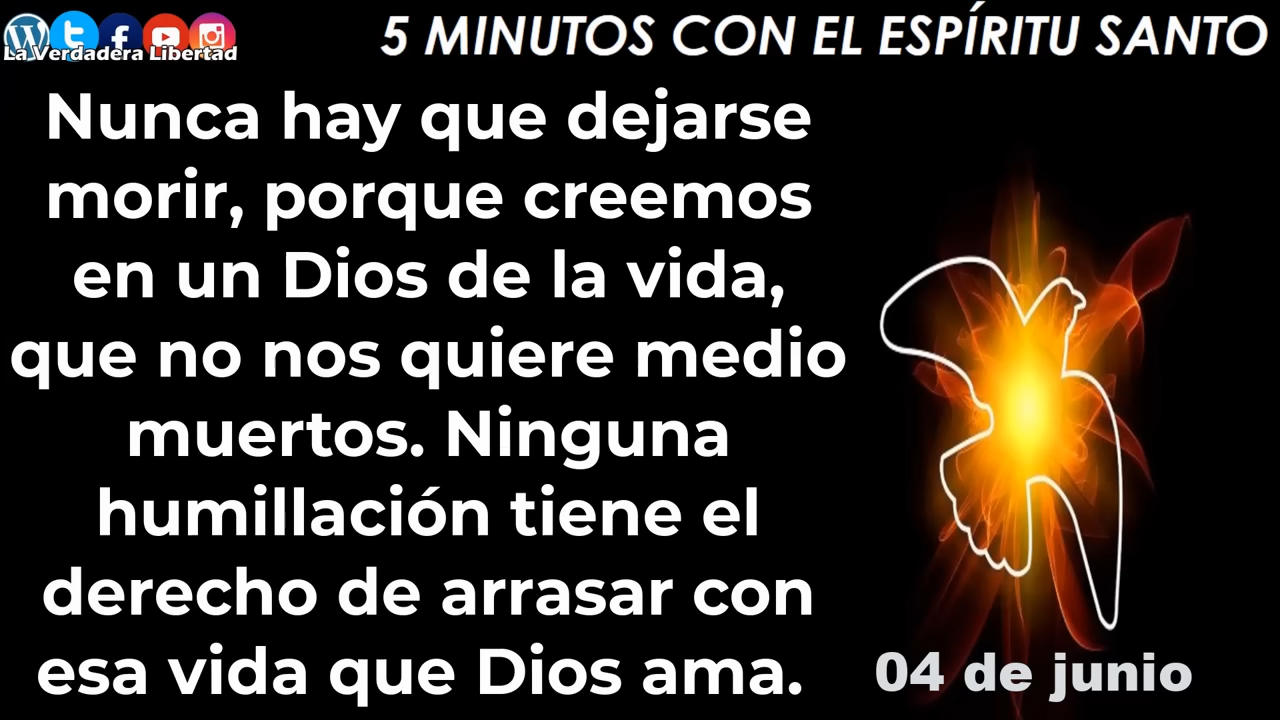 La Verdadera Libertad
5 MINUTOS CON EL ESPÍRITU SANTO
Nunca hay que dejarse
morir, porque creemos
en un Dios de la vida,
que no nos quiere medio
muertos. Ninguna
humillación tiene el
derecho de arrasar con
esa vida que Dios ama.
04 de junio